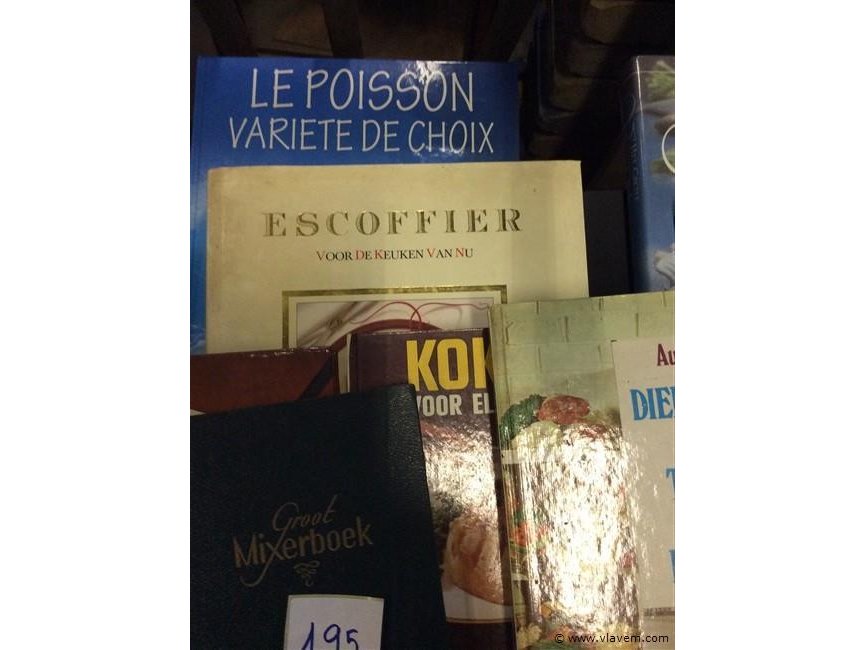 LE POISSON
VARIETE DE CHOIX
ESCOFFIER
VOOR DE KEUKEN VAN NU
KOK
VOOR EL
Groot
Mixerboek
195
© www.vlavem.com